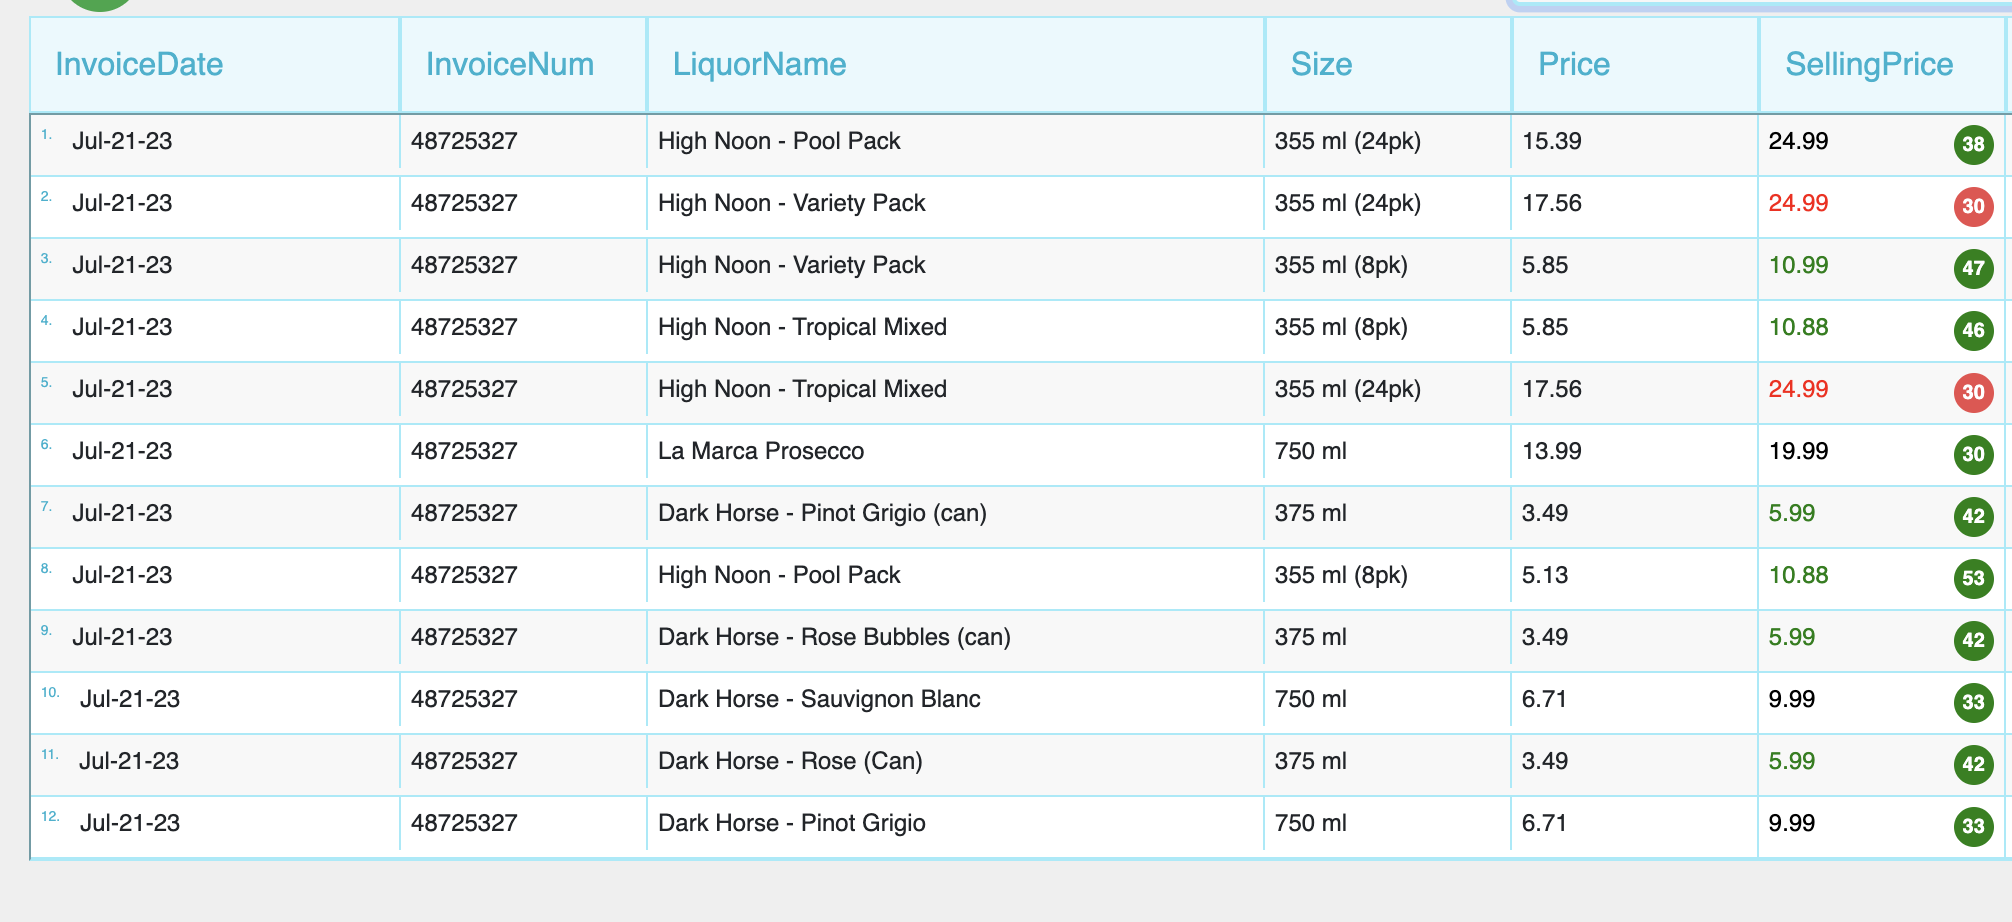 InvoiceDate InvoiceNum LiquorName Size Price SellingPrice
1. Jul-21-23 48725327 High Noon - Pool Pack 355 ml (24pk) 15.39 24.99 38
2. Jul-21-23 48725327 High Noon - Variety Pack 355 ml (24pk) 17.56 24.99 30
3. Jul-21-23 48725327 High Noon - Variety Pack 355 ml (8pk) 5.85 10.99 47
4. Jul-21-23 48725327 High Noon - Tropical Mixed 355 ml (8pk) 5.85 10.88 46
5. Jul-21-23 48725327 High Noon - Tropical Mixed 355 ml (24pk) 17.56 24.99 30
6. Jul-21-23 48725327 La Marca Prosecco 750 ml 13.99 19.99 30
7. Jul-21-23 48725327 Dark Horse - Pinot Grigio (can) 375 ml 3.49 5.99 42
8. Jul-21-23 48725327 High Noon - Pool Pack 355 ml (8pk) 5.13 10.88 53
9. Jul-21-23 48725327 Dark Horse - Rose Bubbles (can) 375 ml 3.49 5.99 42
10. Jul-21-23 48725327 Dark Horse - Sauvignon Blanc 750 ml 6.71 9.99 33
11. Jul-21-23 48725327 Dark Horse - Rose (Can) 375 ml 3.49 5.99 42
12. Jul-21-23 48725327 Dark Horse - Pinot Grigio 750 ml 6.71 9.99 33